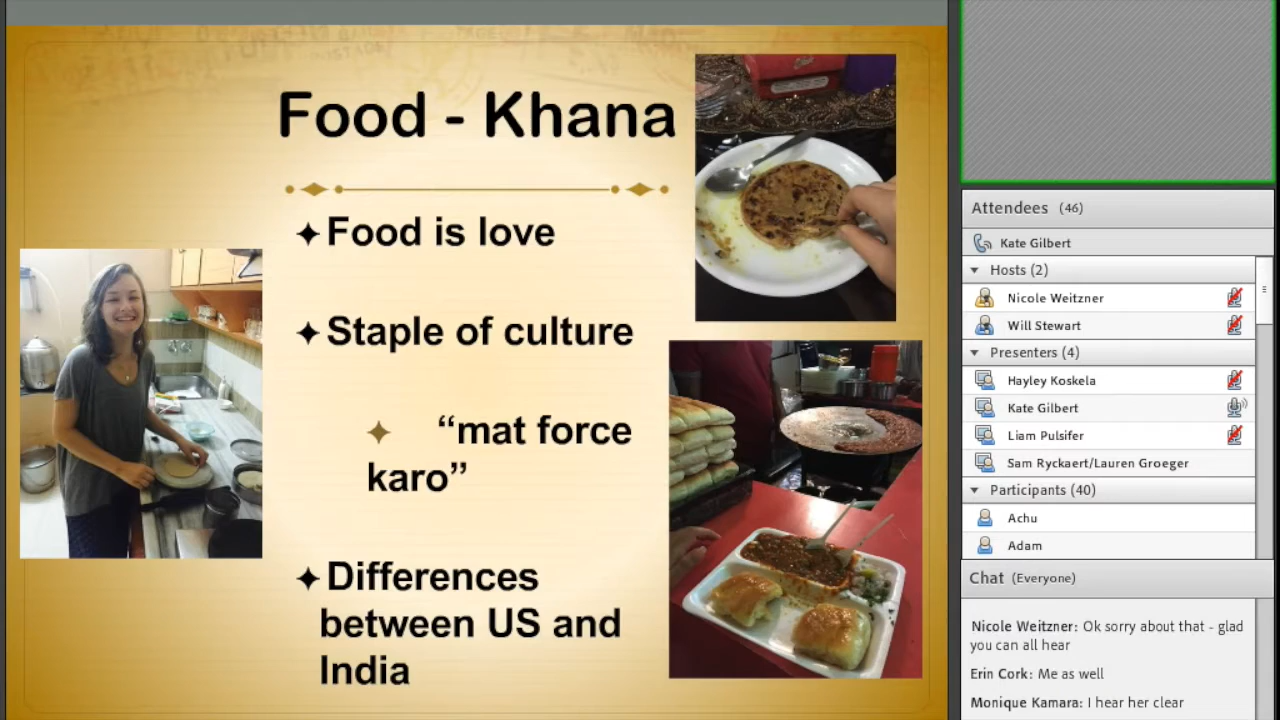 Food - Khana
Food is love
Staple of culture
“mat force
karo”
Differences
between US and
India
Attendees (46)
Kate Gilbert
Hosts (2)
Nicole Weitzner
Will Stewart
Presenters (4)
Hayley Koskela
Kate Gilbert
Liam Pulsifer
Sam Ryckaert/Lauren Groeger
Participants (40)
Achu
Adam
Chat (Everyone)
Nicole Weitzner: Ok sorry about that - glad
you can all hear
Erin Cork: Me as well
Monique Kamara: I hear her clear